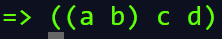 => ((a b) c d)